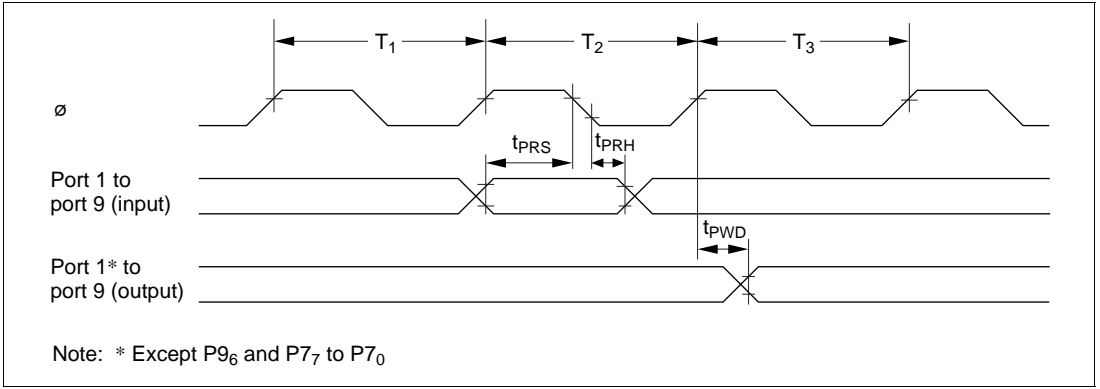 T₁ T₂ T₃
ø
tPRS tPRH
Port 1 to
port 9 (input)
tPWD
Port 1* to
port 9 (output)
Note: * Except P9₆ and P7₇ to P7₀